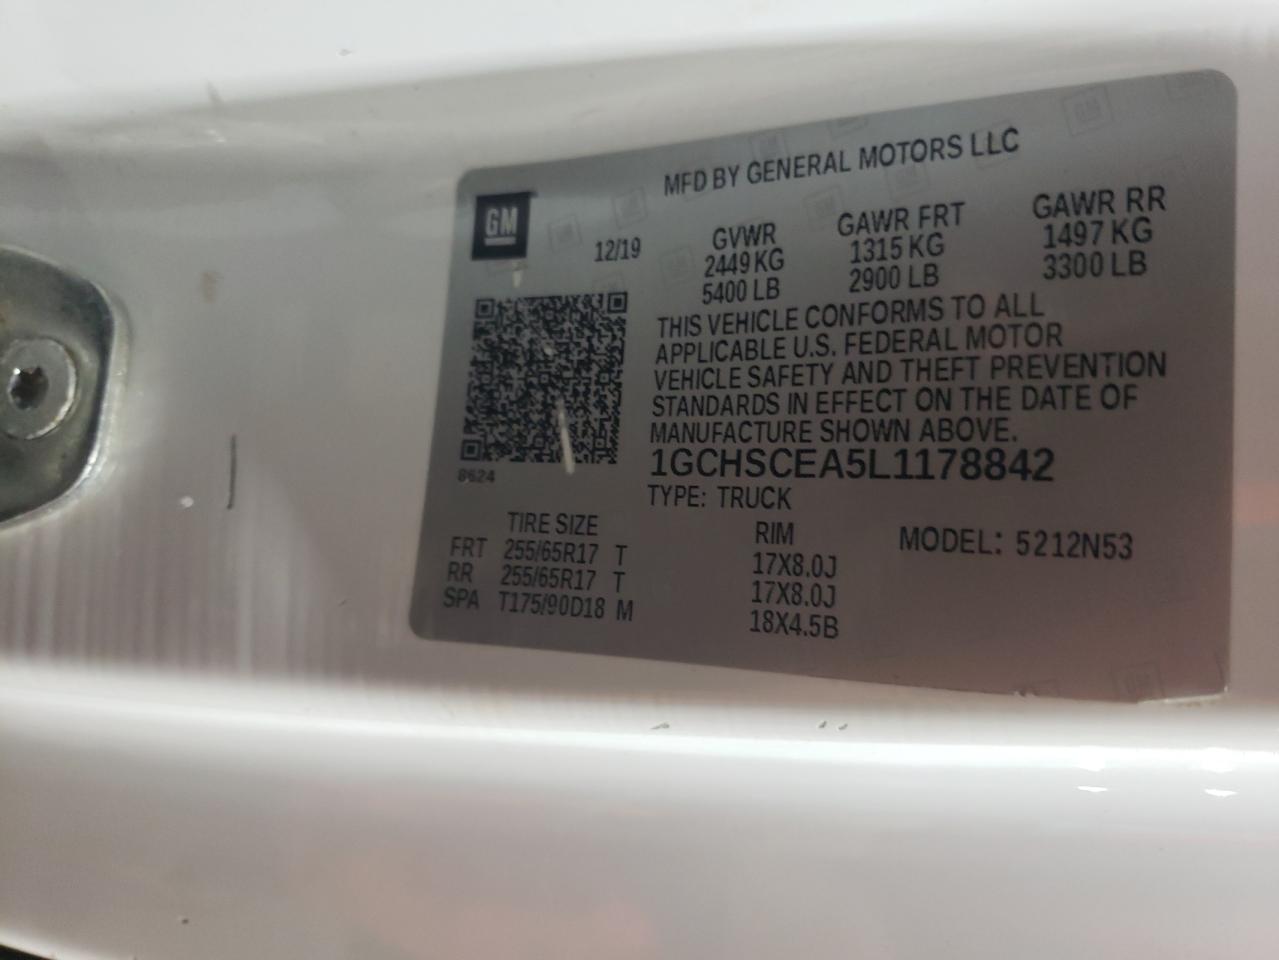 MFD BY GENERAL MOTORS LLC
GM
12/19
GVWR GAWR FRT GAWR RR
2449 KG 1315 KG 1497 KG
5400 LB 2900 LB 3300 LB
THIS VEHICLE CONFORMS TO ALL
APPLICABLE U.S. FEDERAL MOTOR
VEHICLE SAFETY AND THEFT PREVENTION
STANDARDS IN EFFECT ON THE DATE OF
MANUFACTURE SHOWN ABOVE.
8624
1GCHSCEA5L1178842
TYPE: TRUCK
TIRE SIZE RIM MODEL: 5212N53
FRT 255/65R17 T 17X8.0J
RR 255/65R17 T 17X8.0J
SPA T175/90D18 M 18X4.5B